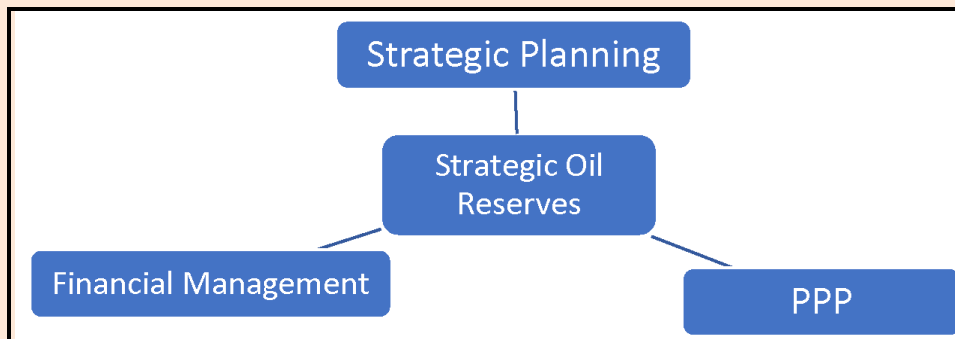 Strategic Planning
Strategic Oil
Reserves
Financial Management
PPP